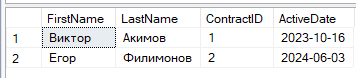 FirstName LastName ContractID ActiveDate
1 Виктор Акимов 1 2023-10-16
2 Егор Филимонов 2 2024-06-03